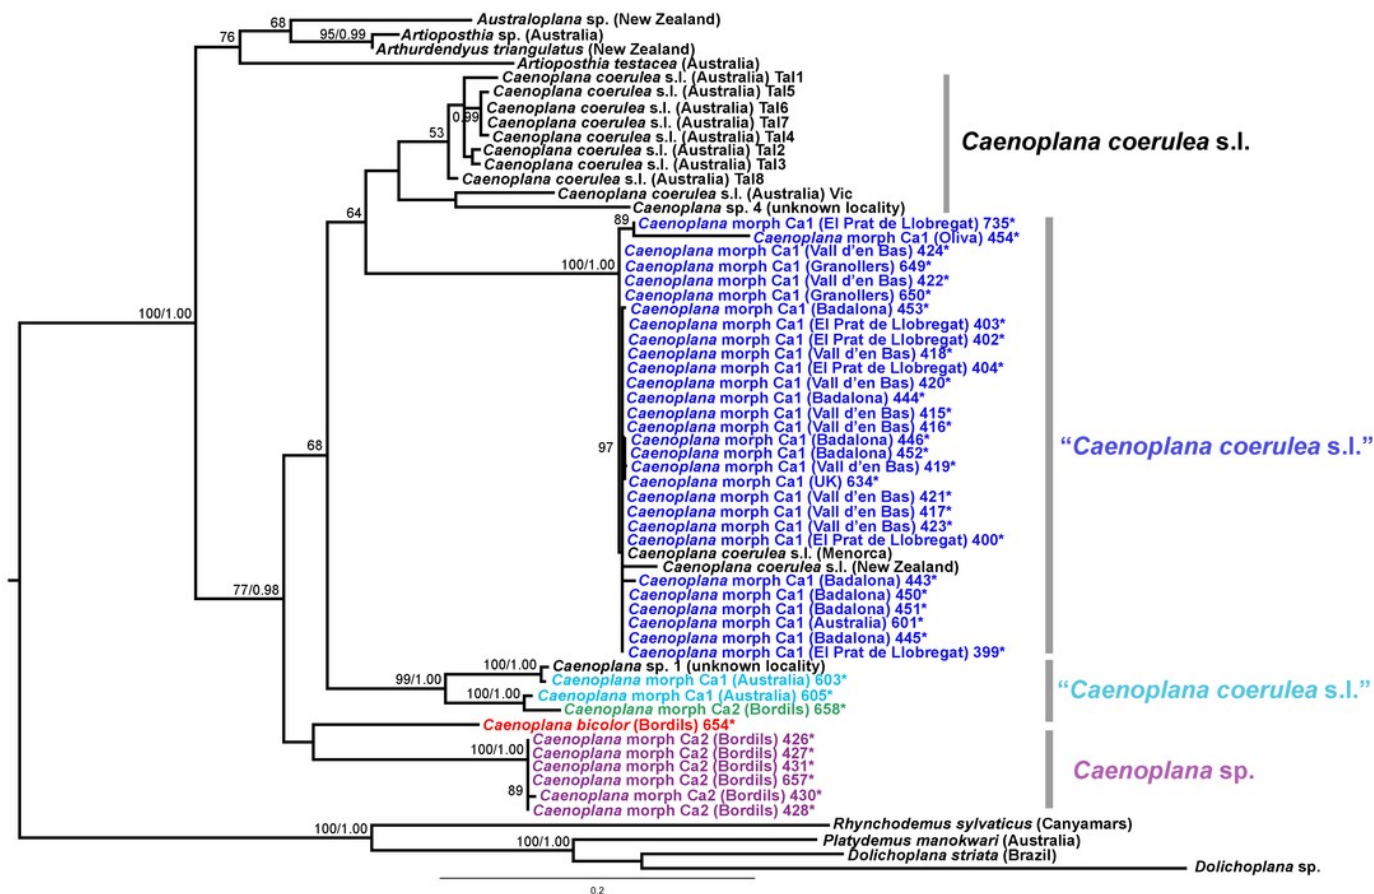 Australoplana sp. (New Zealand)
68
95/0.99
Artioposthia sp. (Australia)
76
Arthurdendyus triangulatus (New Zealand)
Artioposthia testacea (Australia)
Caenoplana coerulea s.l. (Australia) Tal1
Caenoplana coerulea s.l. (Australia) Tal5
Caenoplana coerulea s.l. (Australia) Tal6
0.99
Caenoplana coerulea s.l. (Australia) Tal7
53
Caenoplana coerulea s.l. (Australia) Tal4
Caenoplana coerulea s.l.
Caenoplana coerulea s.l. (Australia) Tal2
Caenoplana coerulea s.l. (Australia) Tal3
Caenoplana coerulea s.l. (Australia) Tal8
Caenoplana coerulea s.l. (Australia) Vic
Caenoplana sp. 4 (unknown locality)
64
89
Caenoplana morph Ca1 (El Prat de Llobregat) 735*
Caenoplana morph Ca1 (Oliva) 454*
Caenoplana morph Ca1 (Vall d'en Bas) 424*
100/1.00
Caenoplana morph Ca1 (Granollers) 649*
Caenoplana morph Ca1 (Vall d'en Bas) 422*
Caenoplana morph Ca1 (Granollers) 650*
Caenoplana morph Ca1 (Badalona) 453*
100/1.00
Caenoplana morph Ca1 (El Prat de Llobregat) 403*
Caenoplana morph Ca1 (El Prat de Llobregat) 402*
Caenoplana morph Ca1 (Vall d'en Bas) 418*
Caenoplana morph Ca1 (El Prat de Llobregat) 404*
Caenoplana morph Ca1 (Vall d'en Bas) 420*
Caenoplana morph Ca1 (Badalona) 444*
Caenoplana morph Ca1 (Vall d'en Bas) 415*
Caenoplana morph Ca1 (Vall d'en Bas) 416*
68
97
Caenoplana morph Ca1 (Badalona) 446*
“Caenoplana coerulea s.l.”
Caenoplana morph Ca1 (Badalona) 452*
Caenoplana morph Ca1 (Vall d'en Bas) 419*
Caenoplana morph Ca1 (UK) 634*
Caenoplana morph Ca1 (Vall d'en Bas) 421*
Caenoplana morph Ca1 (Vall d'en Bas) 417*
Caenoplana morph Ca1 (Vall d'en Bas) 423*
Caenoplana morph Ca1 (El Prat de Llobregat) 400*
Caenoplana coerulea s.l. (Menorca)
Caenoplana coerulea s.l. (New Zealand)
Caenoplana morph Ca1 (Badalona) 443*
77/0.98
Caenoplana morph Ca1 (Badalona) 450*
Caenoplana morph Ca1 (Badalona) 451*
Caenoplana morph Ca1 (Australia) 601*
Caenoplana morph Ca1 (Badalona) 445*
Caenoplana morph Ca1 (El Prat de Llobregat) 399*
100/1.00
Caenoplana sp. 1 (unknown locality)
99/1.00
Caenoplana morph Ca1 (Australia) 603*
“Caenoplana coerulea s.l.”
100/1.00
Caenoplana morph Ca1 (Australia) 605*
Caenoplana morph Ca2 (Bordils) 658*
Caenoplana bicolor (Bordils) 654*
Caenoplana morph Ca2 (Bordils) 426*
100/1.00
Caenoplana morph Ca2 (Bordils) 427*
Caenoplana morph Ca2 (Bordils) 431*
Caenoplana sp.
Caenoplana morph Ca2 (Bordils) 657*
89
Caenoplana morph Ca2 (Bordils) 430*
Caenoplana morph Ca2 (Bordils) 428*
100/1.00
Rhynchodemus sylvaticus (Canyamars)
100/1.00
Platydemus manokwari (Australia)
Dolichoplana striata (Brazil)
Dolichoplana sp.
0.2